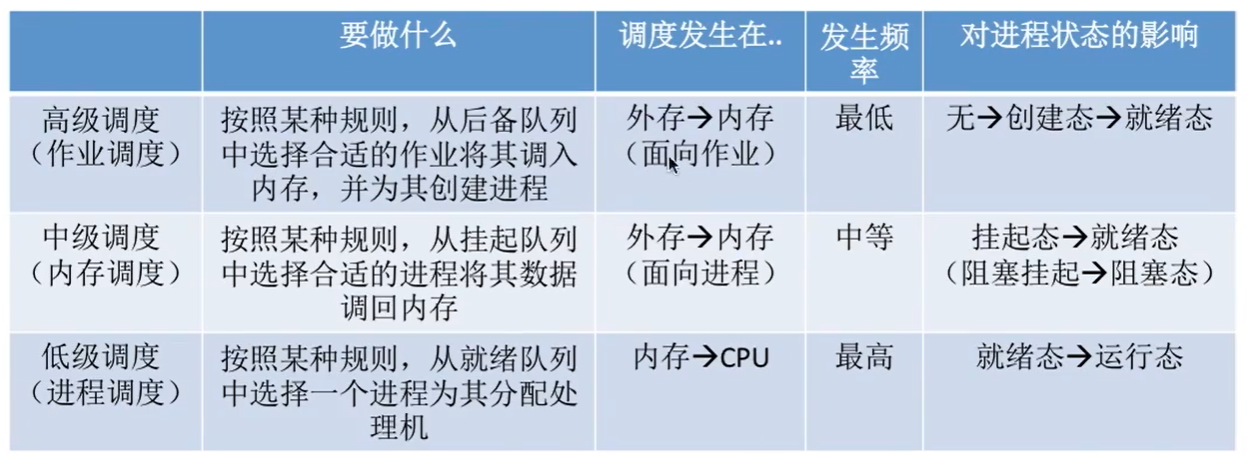 要做什么
调度发生在..
发生频
率
对进程状态的影响
高级调度
（作业调度）
按照某种规则，从后备队列
中选择合适的作业将其调入
内存，并为其创建进程
外存→内存
（面向作业）
最低
无→创建态→就绪态
中级调度
（内存调度）
按照某种规则，从挂起队列
中选择合适的进程将其数据
调回内存
外存→内存
（面向进程）
中等
挂起态→就绪态
（阻塞挂起→阻塞态）
低级调度
（进程调度）
按照某种规则，从就绪队列
中选择一个进程为其分配处
理机
内存→CPU
最高
就绪态→运行态